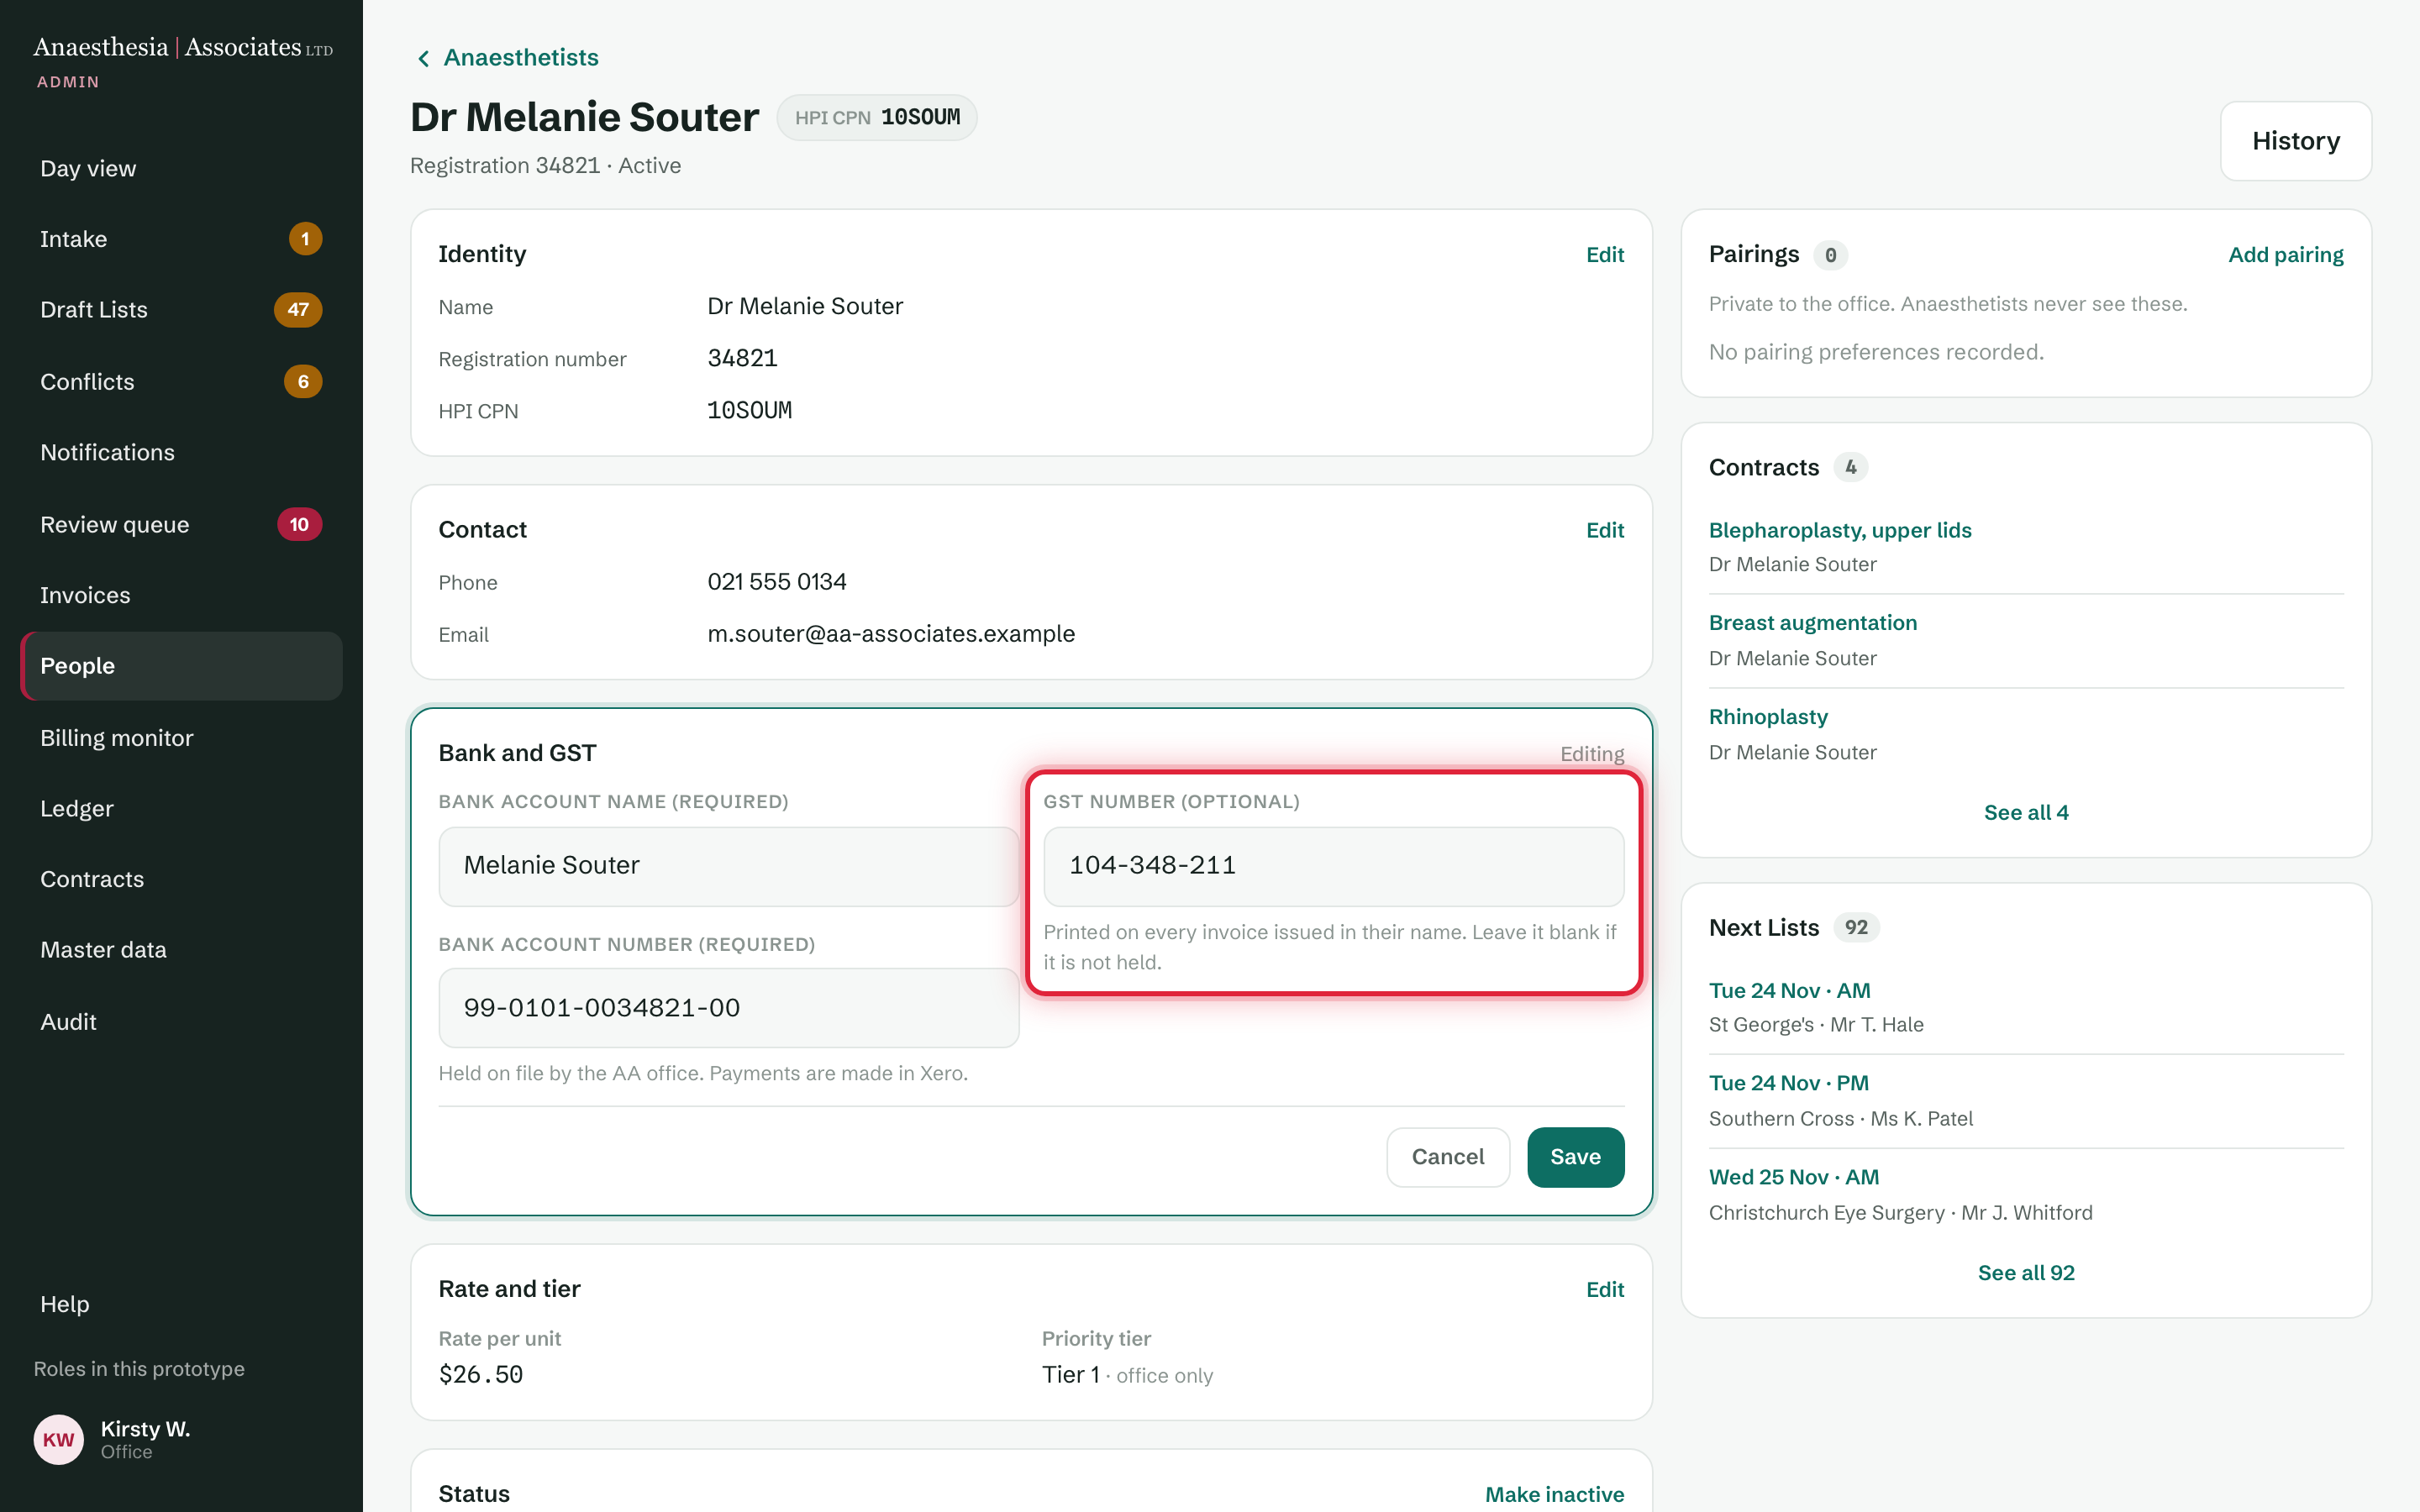 Anaesthesia | Associates LTD
ADMIN
Day view
Intake 1
Draft Lists 47
Conflicts 6
Notifications
Review queue 10
Invoices
People
Billing monitor
Ledger
Contracts
Master data
Audit
Help
Roles in this prototype
KW
Kirsty W.
Office
Anaesthetists
Dr Melanie Souter HPI CPN 10SOUM
Registration 34821 · Active
History
Identity Edit
Name Dr Melanie Souter
Registration number 34821
HPI CPN 10SOUM
Contact Edit
Phone 021 555 0134
Email m.souter@aa-associates.example
Bank and GST Editing
BANK ACCOUNT NAME (REQUIRED)
Melanie Souter
GST NUMBER (OPTIONAL)
104-348-211
Printed on every invoice issued in their name. Leave it blank if
it is not held.
BANK ACCOUNT NUMBER (REQUIRED)
99-0101-0034821-00
Held on file by the AA office. Payments are made in Xero.
Cancel Save
Rate and tier Edit
Rate per unit Priority tier
$26.50 Tier 1 · office only
Status Make inactive
Pairings 0 Add pairing
Private to the office. Anaesthetists never see these.
No pairing preferences recorded.
Contracts 4
Blepharoplasty, upper lids
Dr Melanie Souter
Breast augmentation
Dr Melanie Souter
Rhinoplasty
Dr Melanie Souter
See all 4
Next Lists 92
Tue 24 Nov · AM
St George's · Mr T. Hale
Tue 24 Nov · PM
Southern Cross · Ms K. Patel
Wed 25 Nov · AM
Christchurch Eye Surgery · Mr J. Whitford
See all 92